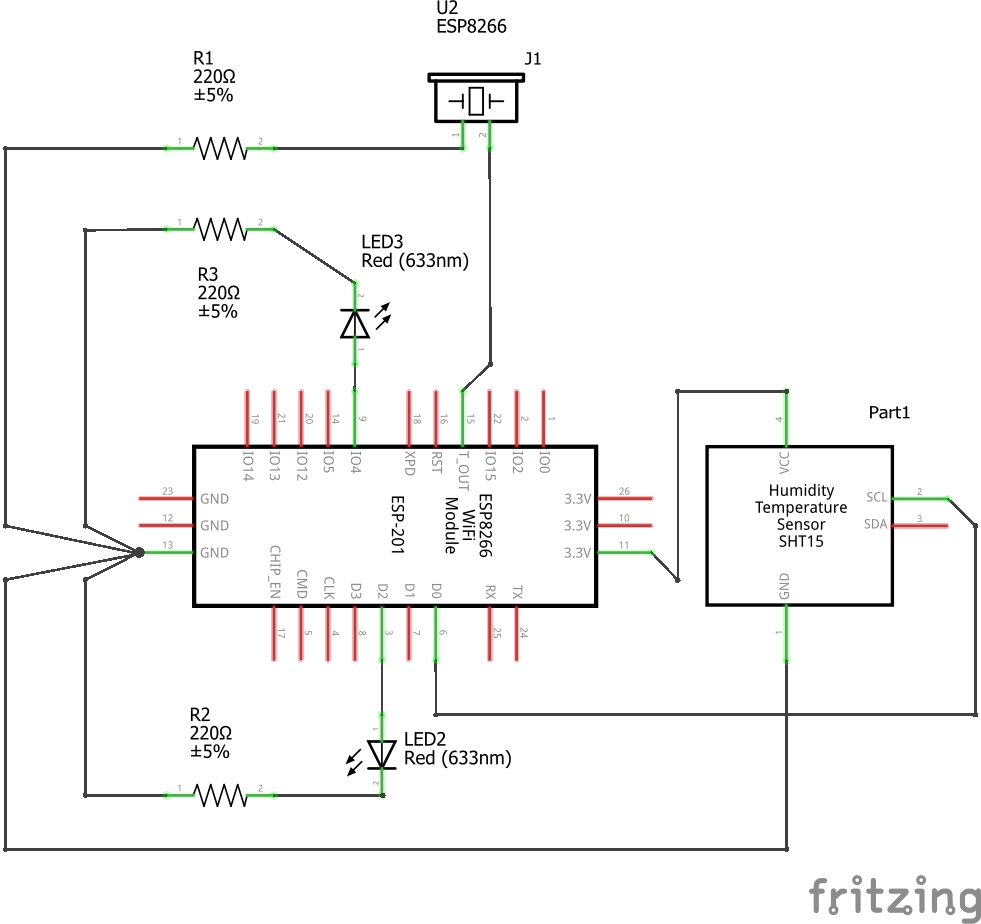 U2
ESP8266
J1
R1
220Ω
±5%
1
2
1
2
R3
220Ω
±5%
1
2
LED3
Red (633nm)
2
1
19
21
20
14
9
18
16
15
22
2
1
IO14
IO13
IO12
IO5
IO4
XPD
RST
T_OUT
IO15
IO2
IO0
23
GND
12
GND
13
GND
ESP-201
ESP8266
WiFi
Module
3.3V
26
3.3V
10
3.3V
11
CHIP_EN
CMD
CLK
D3
D2
D1
D0
RX
TX
17
5
4
8
3
7
6
25
24
Part1
4
VCC
Humidity
Temperature
Sensor
SHT15
SCL
2
SDA
3
GND
1
R2
220Ω
±5%
1
2
LED2
Red (633nm)
1
2
fritzing